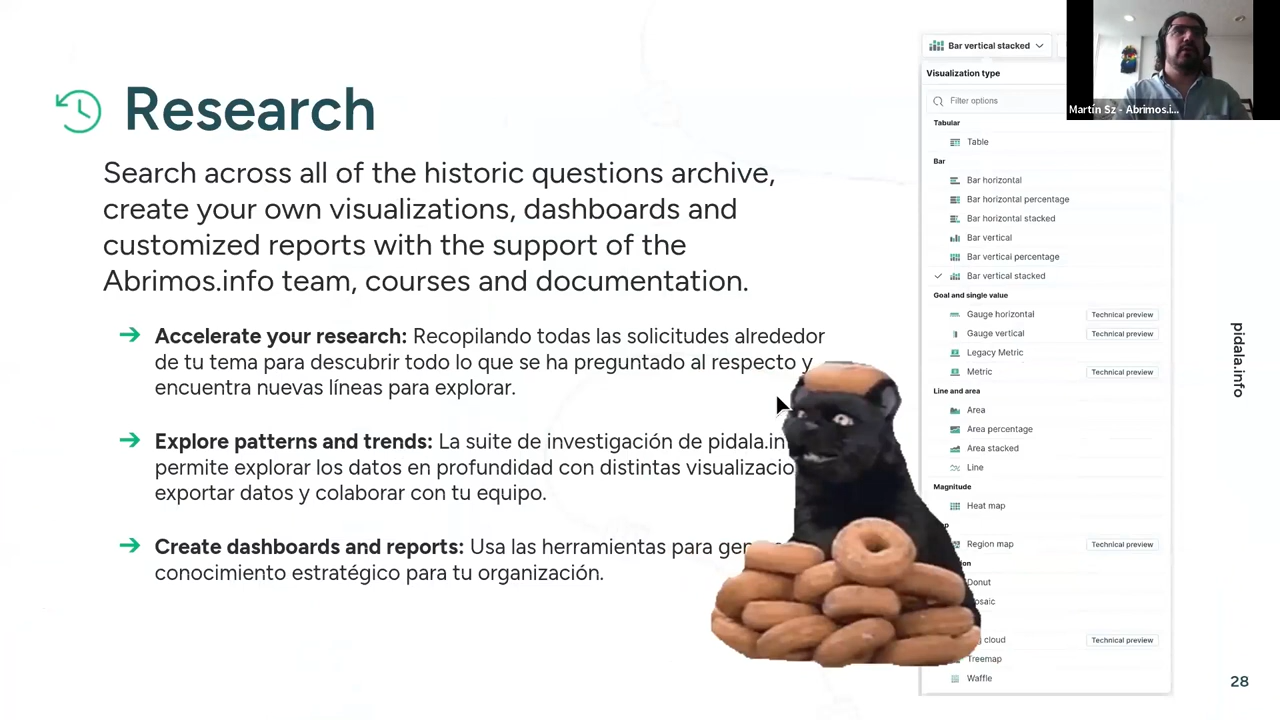 Research
Search across all of the historic questions archive,
create your own visualizations, dashboards and
customized reports with the support of the
Abrimos.info team, courses and documentation.
➔ Accelerate your research: Recopilando todas las solicitudes alrededor
de tu tema para descubrir todo lo que se ha preguntado al respecto y
encuentra nuevas líneas para explorar.
➔ Explore patterns and trends: La suite de investigación de pidala.in
permite explorar los datos en profundidad con distintas visualizacio
exportar datos y colaborar con tu equipo.
➔ Create dashboards and reports: Usa las herramientas para gen
conocimiento estratégico para tu organización.
Bar vertical stacked
Visualization type
Filter options
Tabular
Table
Bar
Bar horizontal
Bar horizontal percentage
Bar horizontal stacked
Bar vertical
Bar vertical percentage
Bar vertical stacked
Goal and single value
Gauge horizontal Technical preview
Gauge vertical Technical preview
Legacy Metric
Metric Technical preview
Line and area
Area
Area percentage
Area stacked
Line
Magnitude
Heat map
Region map Technical preview
Donut
cloud Technical preview
Treemap
Waffle
Martín Sz - Abrimos.i...
pidala.info
28